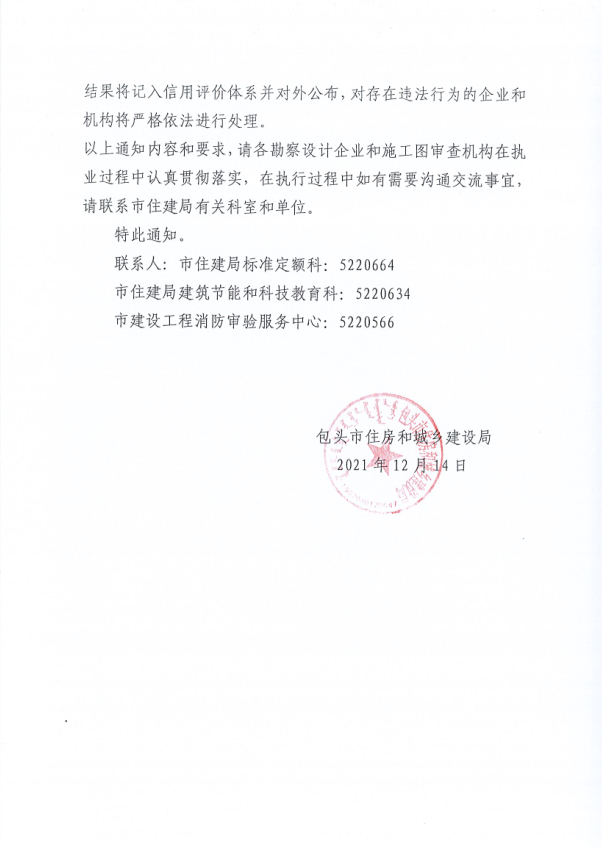 结果将记入信用评价体系并对外公布，对存在违法行为的企业和
机构将严格依法进行处理。
以上通知内容和要求，请各勘察设计企业和施工图审查机构在执
业过程中认真贯彻落实，在执行过程中如有需要沟通交流事宜，
请联系市住建局有关科室和单位。
特此通知。
联系人：市住建局标准定额科：5220664
市住建局建筑节能和科技教育科：5220634
市建设工程消防审验服务中心：5220566
包头市住房和城乡建设局
2021年12月14日